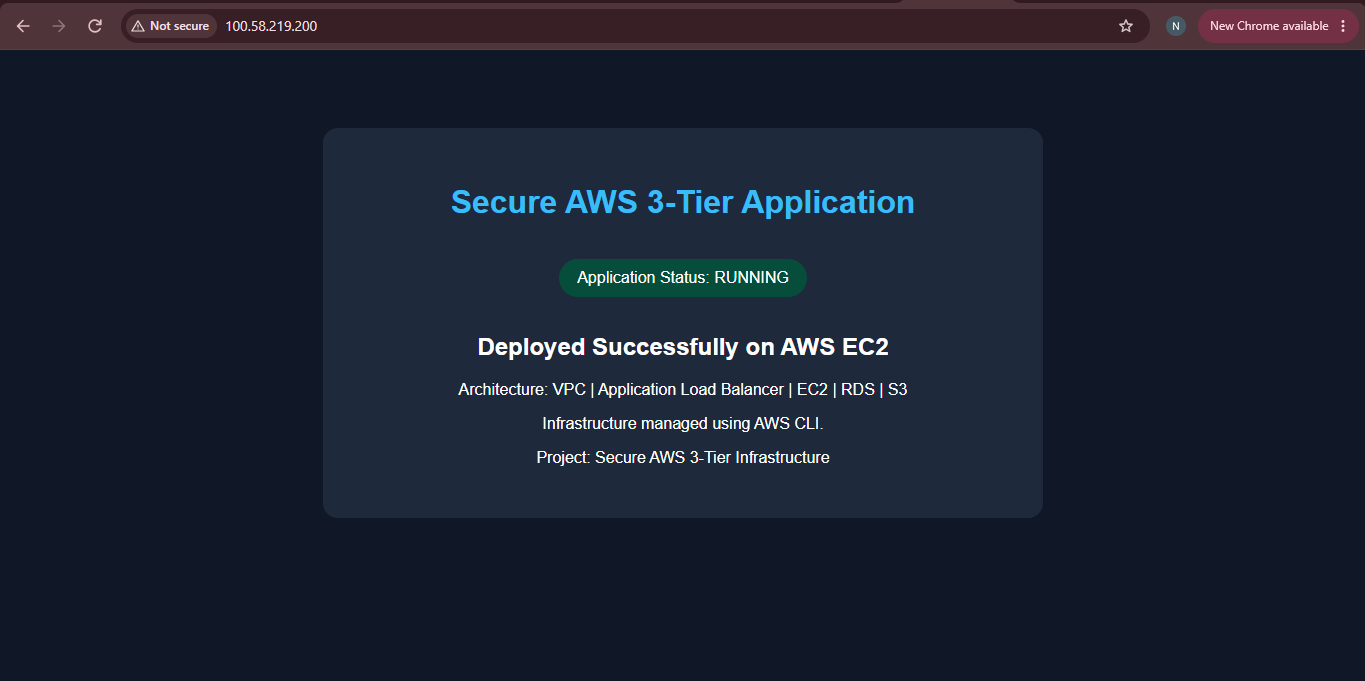 Not secure
100.58.219.200
N
New Chrome available
Secure AWS 3-Tier Application
Application Status: RUNNING
Deployed Successfully on AWS EC2
Architecture: VPC | Application Load Balancer | EC2 | RDS | S3
Infrastructure managed using AWS CLI.
Project: Secure AWS 3-Tier Infrastructure